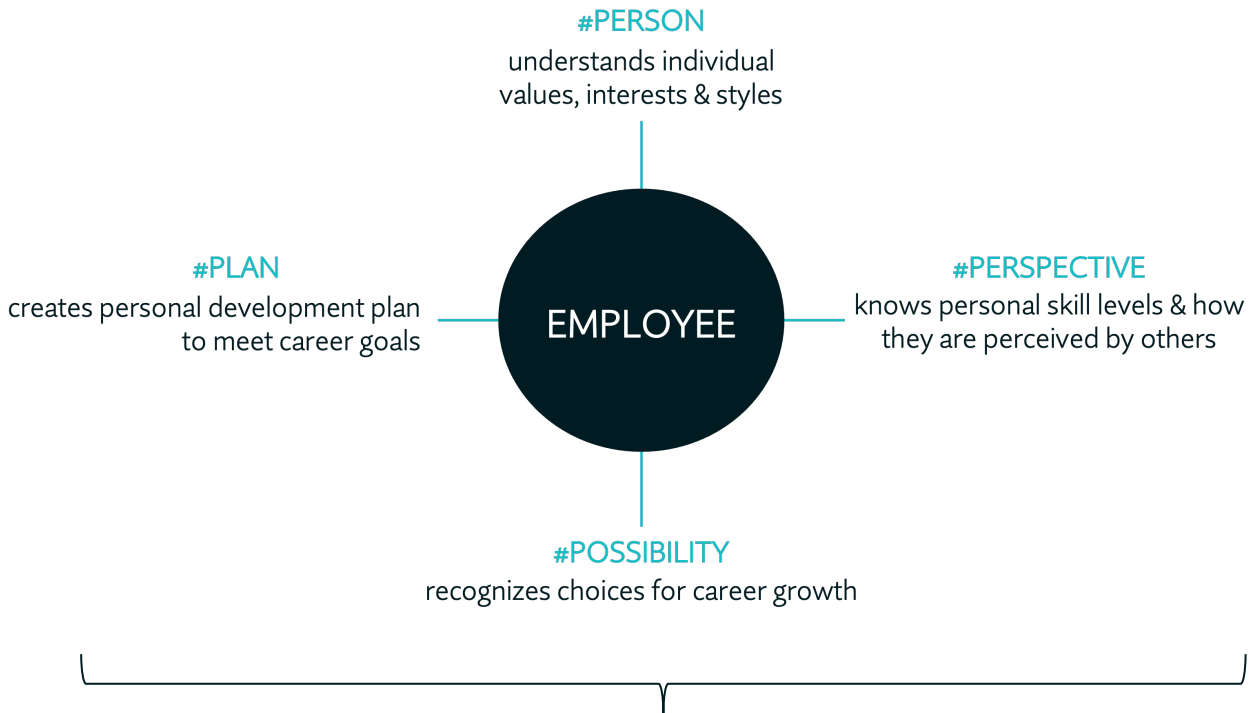 #PERSON
understands individual
values, interests & styles
#PLAN
creates personal development plan
to meet career goals
EMPLOYEE
#PERSPECTIVE
knows personal skill levels & how
they are perceived by others
#POSSIBILITY
recognizes choices for career growth